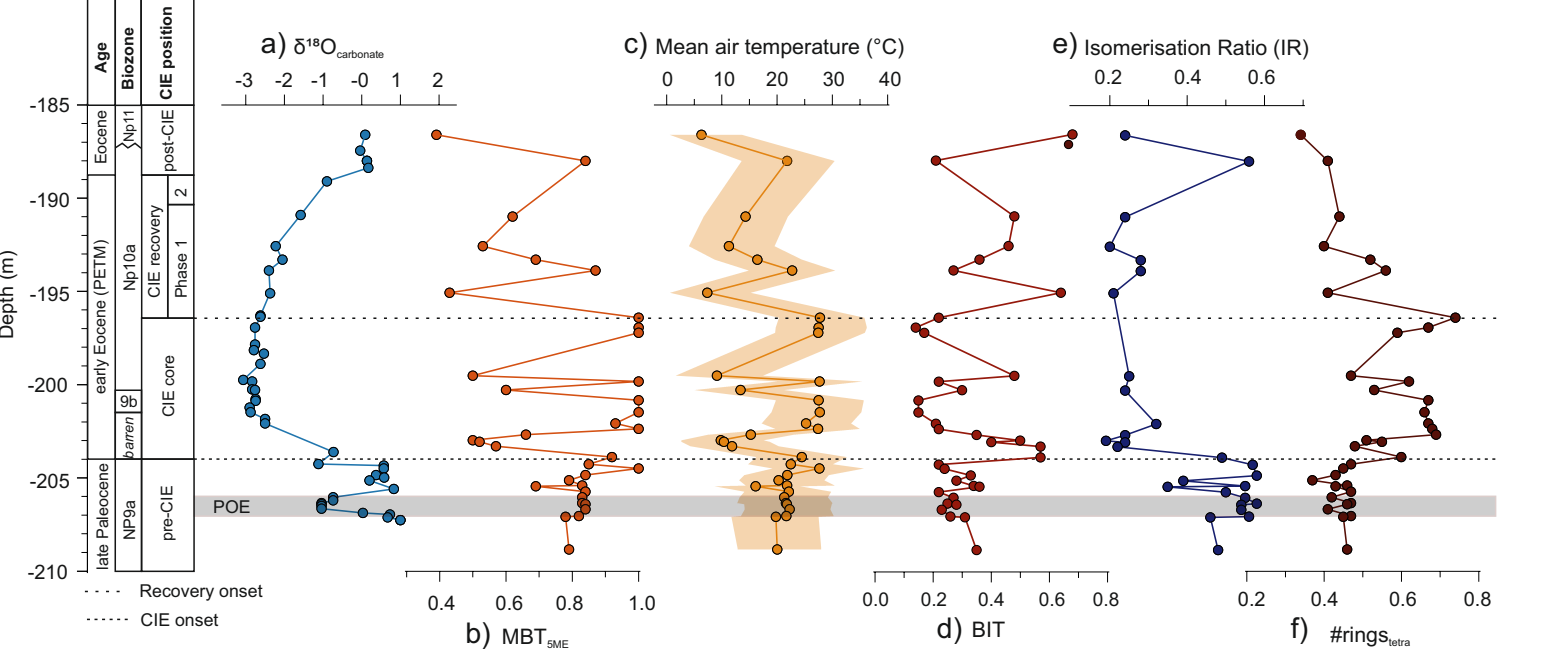 Age
Biozone
CIE position
a) δ¹⁸Ocarbonate
-3 -2 -1 -0 1 2
c) Mean air temperature (°C)
0 10 20 30 40
e) Isomerisation Ratio (IR)
0.2 0.4 0.6
Depth (m)
-185
-190
-195
-200
-205
-210
Eocene
early Eocene (PETM)
late Paleocene
Np11
Np10a
9b
barren
NP9a
post-CIE
CIE recovery
2
Phase 1
CIE core
pre-CIE
POE
Recovery onset
CIE onset
0.4 0.6 0.8 1.0
b) MBT5ME
0.0 0.2 0.4 0.6 0.8
d) BIT
0.2 0.4 0.6 0.8
f) #ringstetra